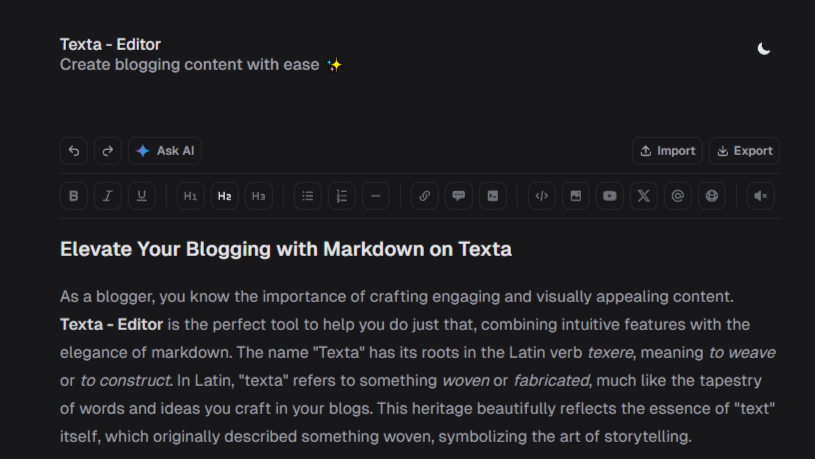 Texta - Editor
Create blogging content with ease ✨
Ask AI
Import
Export
B I U H1 H2 H3
Elevate Your Blogging with Markdown on Texta
As a blogger, you know the importance of crafting engaging and visually appealing content.
Texta - Editor is the perfect tool to help you do just that, combining intuitive features with the
elegance of markdown. The name "Texta" has its roots in the Latin verb texere, meaning to weave
or to construct. In Latin, "texta" refers to something woven or fabricated, much like the tapestry
of words and ideas you craft in your blogs. This heritage beautifully reflects the essence of "text"
itself, which originally described something woven, symbolizing the art of storytelling.